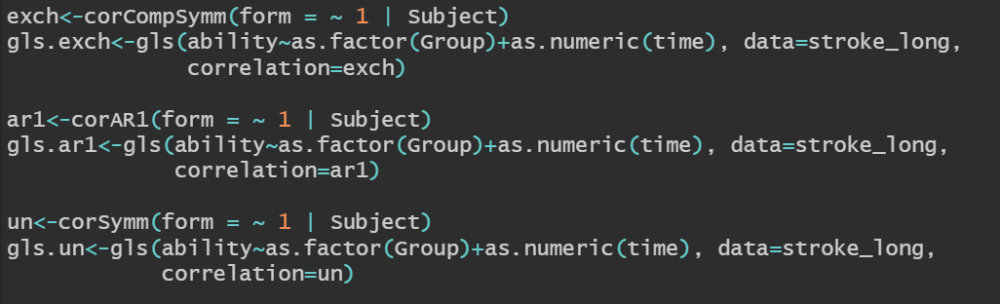 exch<-corCompSymm(form = ~ 1 | Subject)
gls.exch<-gls(ability~as.factor(Group)+as.numeric(time), data=stroke_long,
              correlation=exch)

ar1<-corAR1(form = ~ 1 | Subject)
gls.ar1<-gls(ability~as.factor(Group)+as.numeric(time), data=stroke_long,
             correlation=ar1)

un<-corSymm(form = ~ 1 | Subject)
gls.un<-gls(ability~as.factor(Group)+as.numeric(time), data=stroke_long,
            correlation=un)